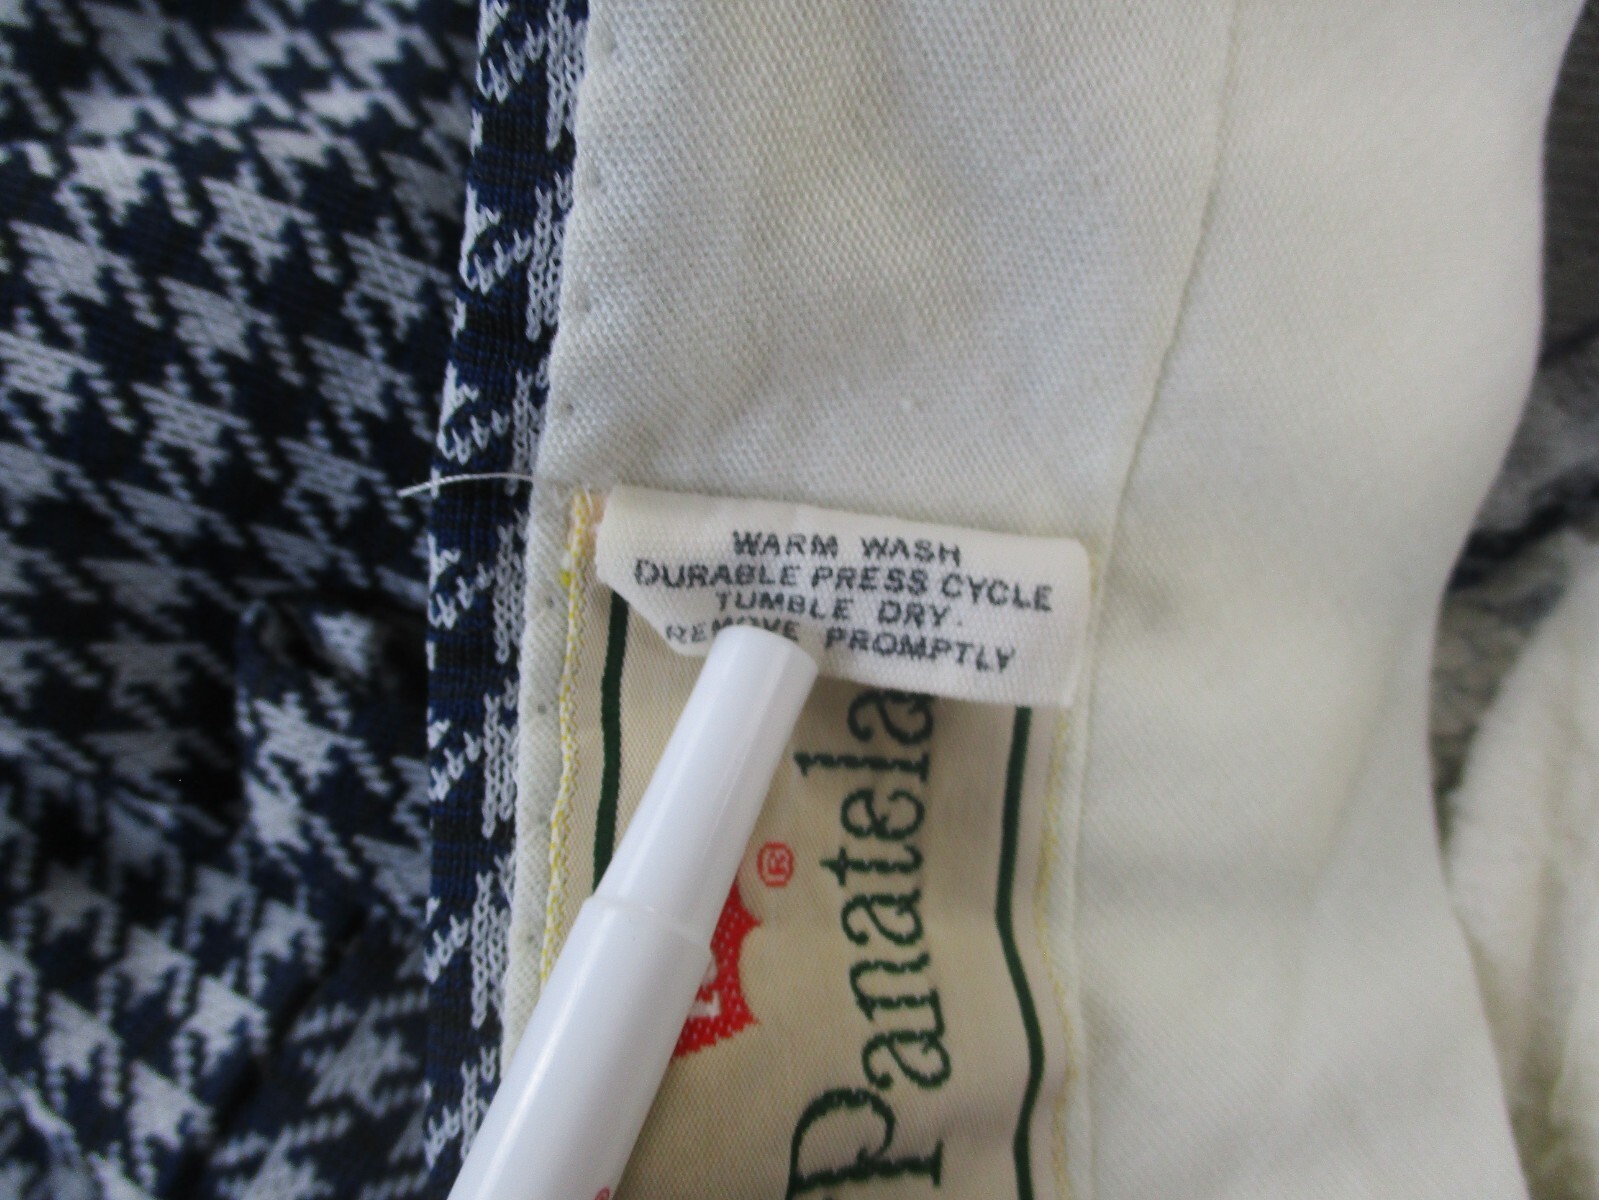 WARM WASH
DURABLE PRESS CYCLE
TUMBLE DRY.
REMOVE PROMPTLY
Panatela
®